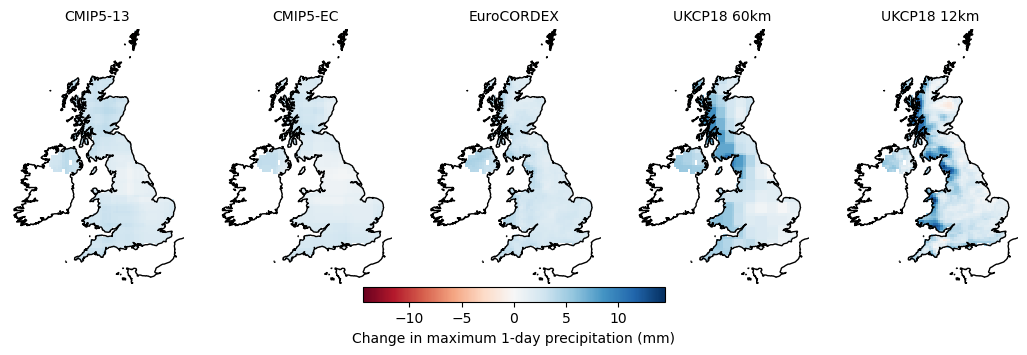 CMIP5-13 CMIP5-EC EuroCORDEX UKCP18 60km UKCP18 12km
−10 −5 0 5 10
Change in maximum 1-day precipitation (mm)